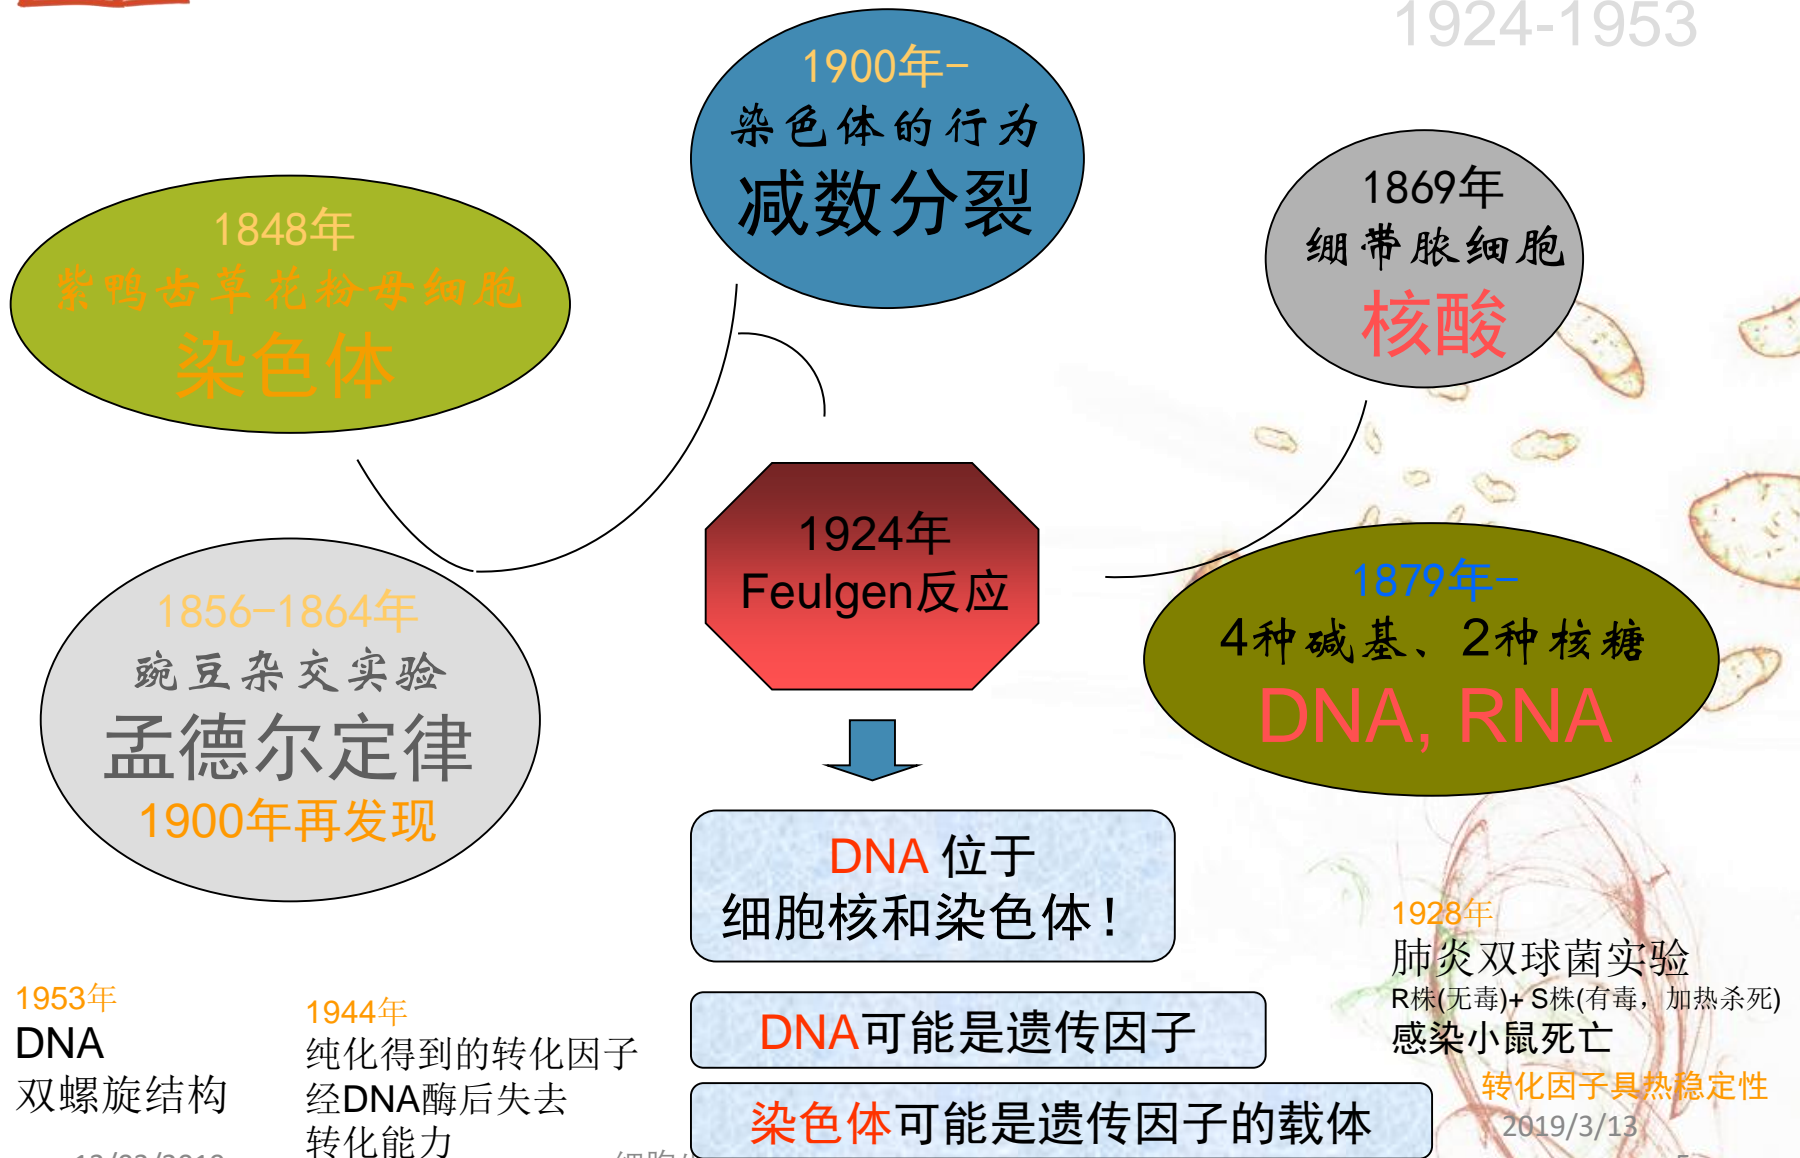 1924-1953
1900年-
染色体的行为
减数分裂
1848年
紫鸭齿草花粉母细胞
染色体
1869年
绷带脓细胞
核酸
1856-1864年
豌豆杂交实验
孟德尔定律
1900年再发现
1924年
Feulgen反应
1879年-
4种碱基、2种核糖
DNA, RNA
DNA 位于
细胞核和染色体！
DNA可能是遗传因子
染色体可能是遗传因子的载体
1953年
DNA
双螺旋结构
1944年
纯化得到的转化因子
经DNA酶后失去
转化能力
1928年
肺炎双球菌实验
R株(无毒)+ S株(有毒，加热杀死)
感染小鼠死亡
转化因子具热稳定性
2019/3/13